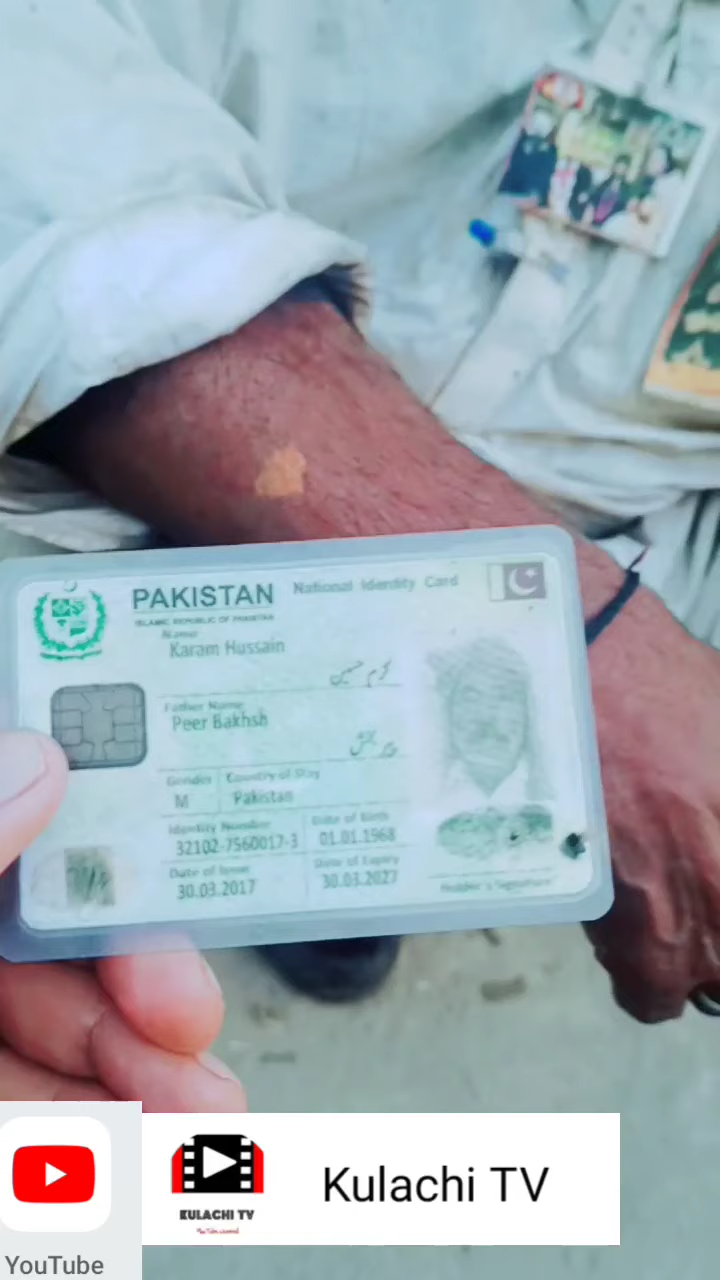 PAKISTAN National Identity Card
ISLAMIC REPUBLIC OF PAKISTAN
Name
Karam Hussain
کرم حسین
Father Name
Peer Bakhsh
Gender Country of Stay
M Pakistan
Identity Number Date of Birth
32102-7560017-3 01.01.1968
Date of Issue Date of Expiry
30.03.2017 30.03.2027
Holder's Signature
YouTube
KULACHI TV
Kulachi TV